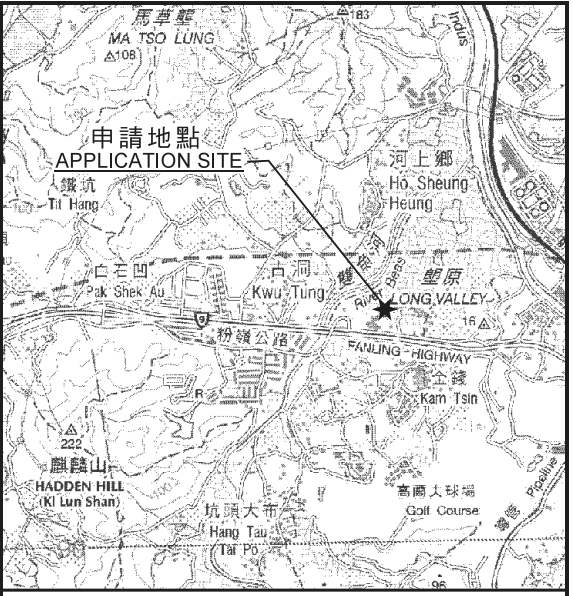 馬草壟
MA TSO LUNG
108
183
Indus
申請地點
APPLICATION SITE
鐵坑
Tit Hang
河上鄉
Ho Sheung
Heung
白石凹
Pak Shek Au
古洞
Kwu Tung
雙魚河
River Beas
塱原
LONG VALLEY
16
9
粉嶺公路
FANLING HIGHWAY
金錢
Kam Tsin
R
222
麒麟山
HADDEN HILL
(Ki Lun Shan)
高爾夫球場
Golf Course
Pipeline
坑頭大布
Hang Tau
Tai Po
96